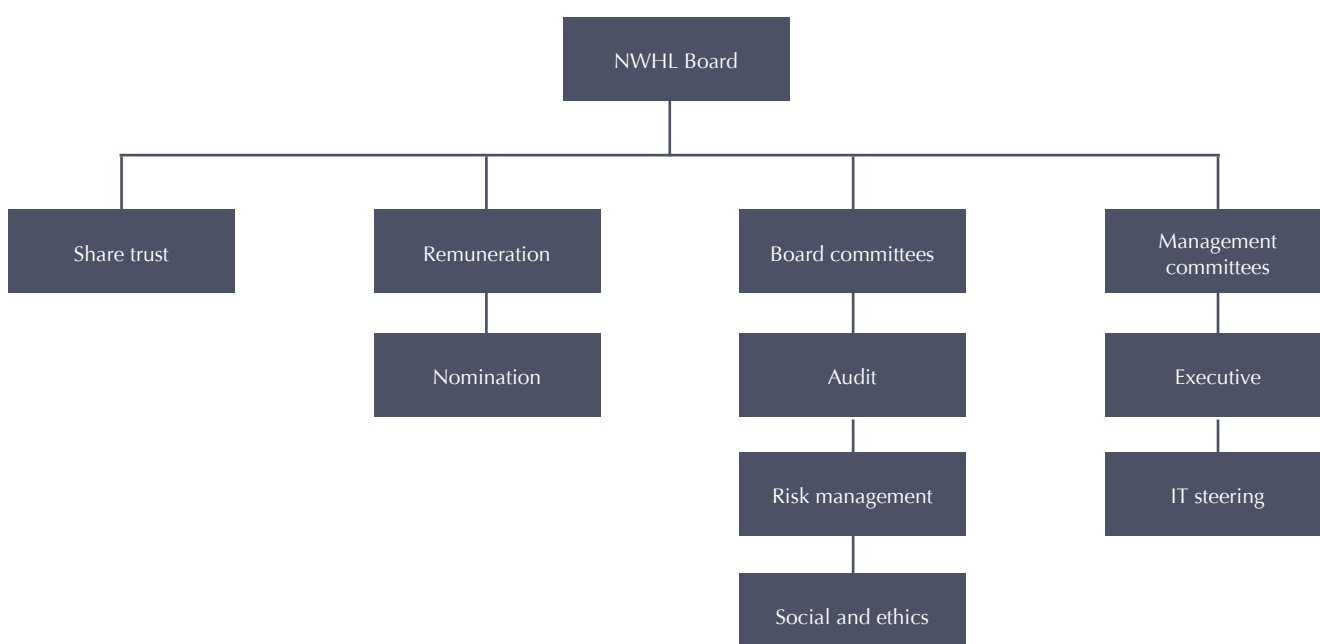 NWHL Board
Share trust
Remuneration
Board committees
Management
committees
Nomination
Audit
Executive
Risk management
IT steering
Social and ethics